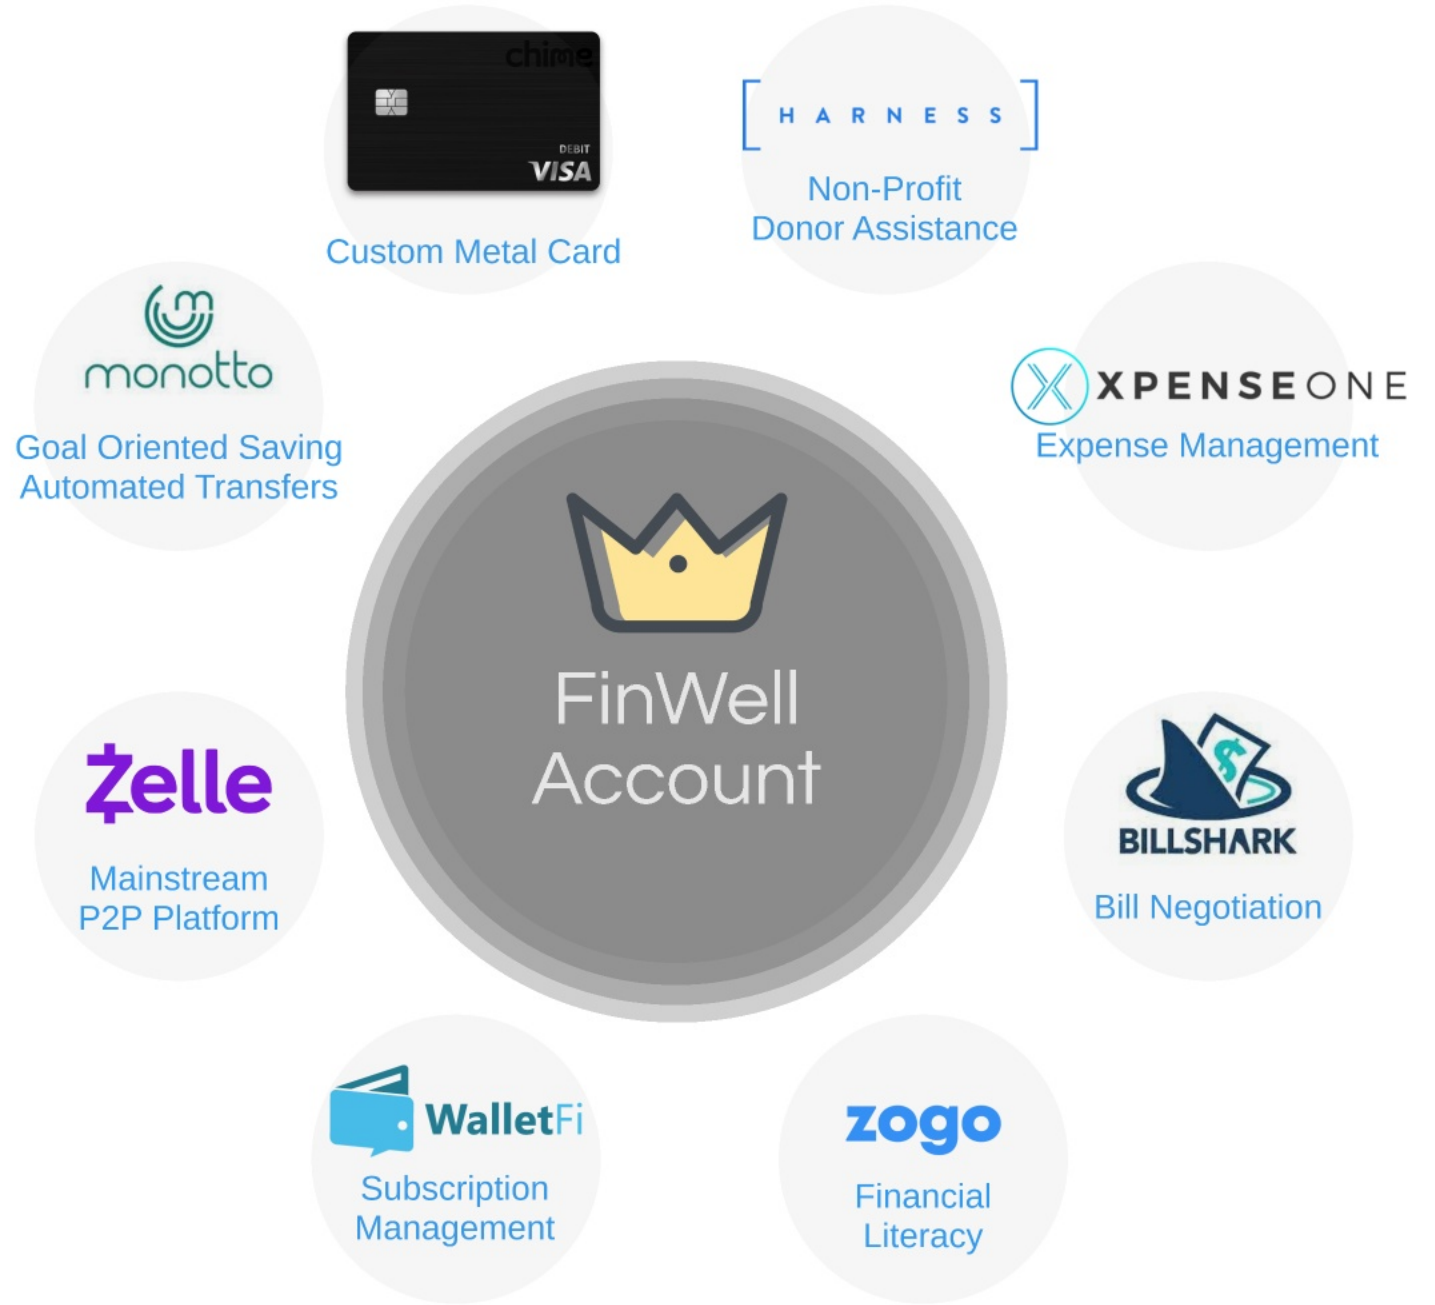 chime
DEBIT
VISA
Custom Metal Card
HARNESS
Non-Profit
Donor Assistance
monotto
Goal Oriented Saving
Automated Transfers
XPENSEONE
Expense Management
FinWell
Account
Zelle
Mainstream
P2P Platform
$
BILLSHARK
Bill Negotiation
WalletFi
Subscription
Management
zogo
Financial
Literacy